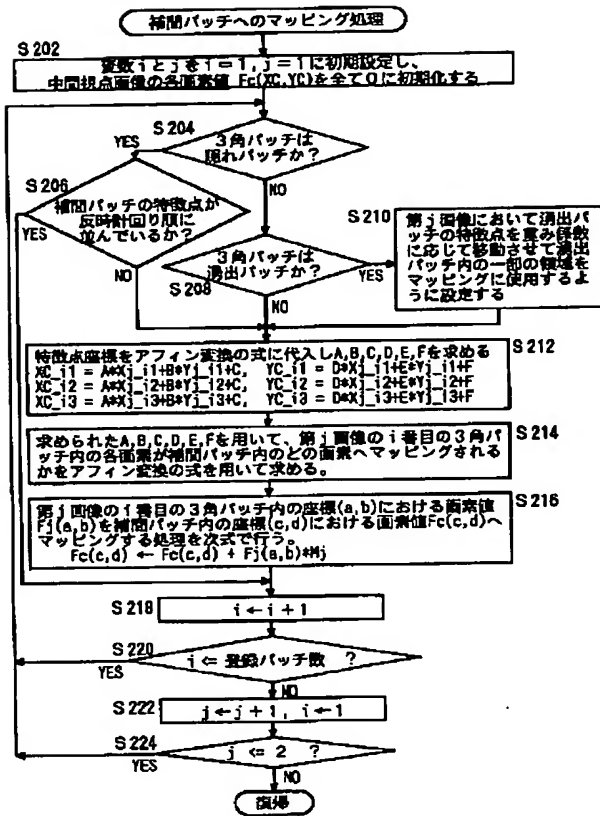 補間パッチへのマッピング処理
S 202
変数iとjをi=1,j=1に初期設定し、
中間視点画像の各画素値 Fc(XC,YC)を全て0に初期化する
S 204
YES
3角パッチは
隠れパッチか?
NO
S 206
補間パッチの特徴点が
反時計回り順に
並んでいるか?
YES
NO
3角パッチは
湧出パッチか?
S 208
YES
NO
S 210
第j画像において湧出パ
ッチの特徴点を重み係数
に応じて移動させて湧出
パッチ内の一部の領域を
マッピングに使用するよ
うに設定する
S 212
特徴点座標をアフィン変換の式に代入しA,B,C,D,E,Fを求める
XC_i1 = A*Xj_i1+B*Yj_i1+C, YC_i1 = D*Xj_i1+E*Yj_i1+F
XC_i2 = A*Xj_i2+B*Yj_i2+C, YC_i2 = D*Xj_i2+E*Yj_i2+F
XC_i3 = A*Xj_i3+B*Yj_i3+C, YC_i3 = D*Xj_i3+E*Yj_i3+F
S 214
求められたA,B,C,D,E,Fを用いて、第j画像のi番目の3角パ
ッチ内の各画素が補間パッチ内のどの画素へマッピングされる
かをアフィン変換の式を用いて求める。
S 216
第j画像のi番目の3角パッチ内の座標(a,b)における画素値
Fj(a,b)を補間パッチ内の座標(c,d)における画素値Fc(c,d)へ
マッピングする処理を次式で行う。
Fc(c,d) ← Fc(c,d) + Fj(a,b)*Mj
S 218
i ← i + 1
S 220
i <= 登録パッチ数 ?
YES
NO
S 222
j ← j + 1, i ← 1
S 224
j <= 2 ?
YES
NO
復帰